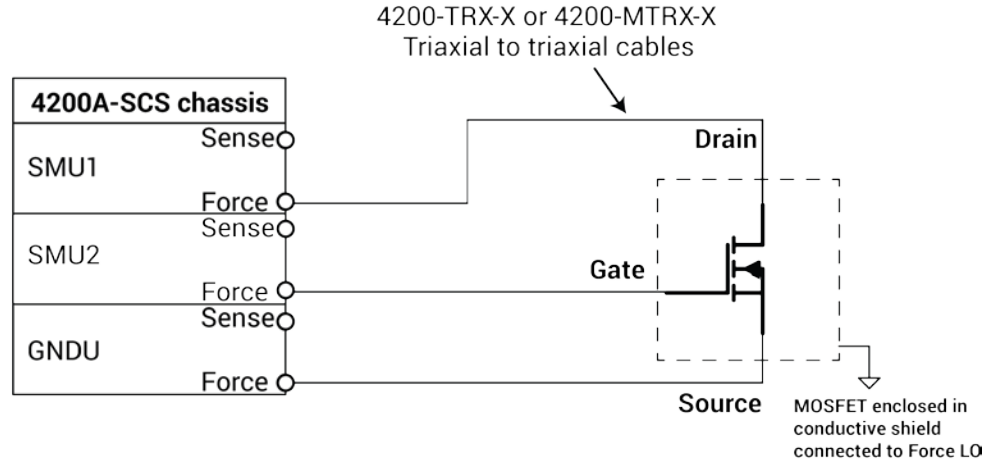 4200-TRX-X or 4200-MTRX-X
Triaxial to triaxial cables
4200A-SCS chassis
Sense
SMU1
Force
Drain
Sense
SMU2
Force
Gate
Sense
GNDU
Force
Source
MOSFET enclosed in
conductive shield
connected to Force LO